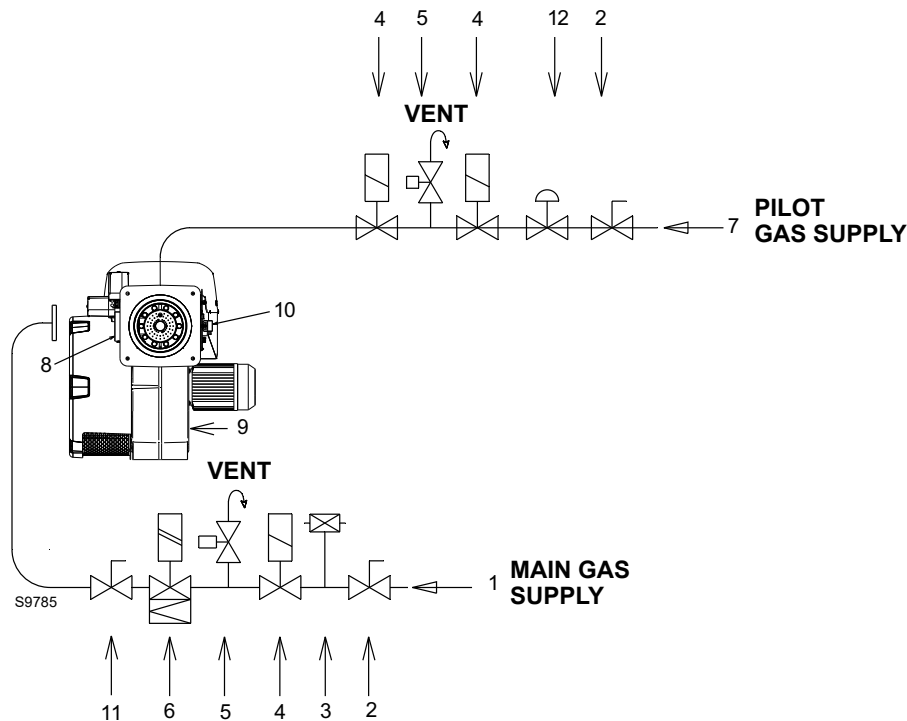 4 5 4 12 2
VENT
7 PILOT
GAS SUPPLY
10
8
9
VENT
1 MAIN GAS
SUPPLY
S9785
11 6 5 4 3 2